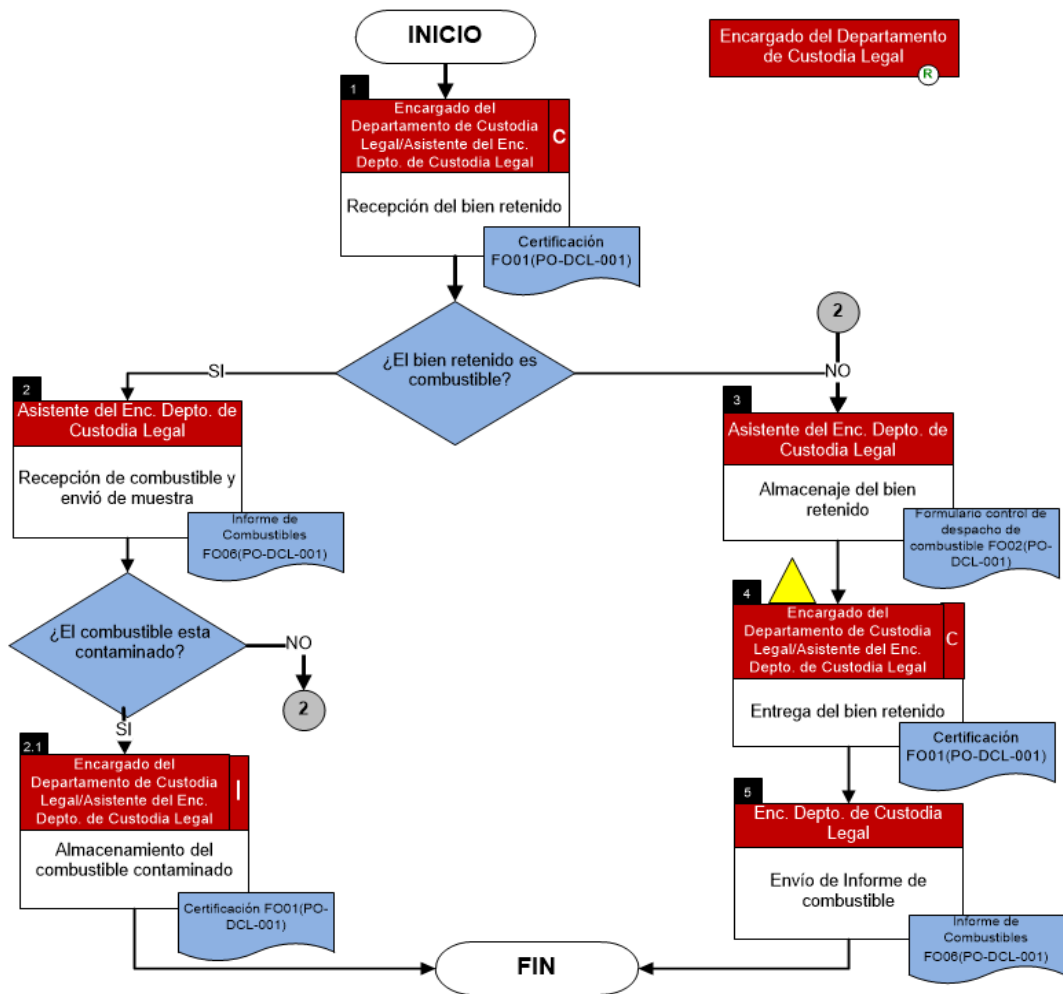 INICIO
Encargado del Departamento
de Custodia Legal
R
1
Encargado del
Departamento de Custodia
Legal/Asistente del Enc.
Depto. de Custodia Legal
C
Recepción del bien retenido
Certificación
FO01(PO-DCL-001)
¿El bien retenido es
combustible?
SI
NO
2
2
Asistente del Enc. Depto. de
Custodia Legal
Recepción de combustible y
envió de muestra
Informe de
Combustibles
FO06(PO-DCL-001)
¿El combustible esta
contaminado?
NO
2
SI
2.1
Encargado del
Departamento de Custodia
Legal/Asistente del Enc.
Depto. de Custodia Legal
I
Almacenamiento del
combustible contaminado
Certificación FO01(PO-
DCL-001)
3
Asistente del Enc. Depto. de
Custodia Legal
Almacenaje del bien
retenido
Formulario control de
despacho de
combustible FO02(PO-
DCL-001)
4
Encargado del
Departamento de Custodia
Legal/Asistente del Enc.
Depto. de Custodia Legal
C
Entrega del bien retenido
Certificación
FO01(PO-DCL-001)
5
Enc. Depto. de Custodia
Legal
Envío de Informe de
combustible
Informe de
Combustibles
FO06(PO-DCL-001)
FIN